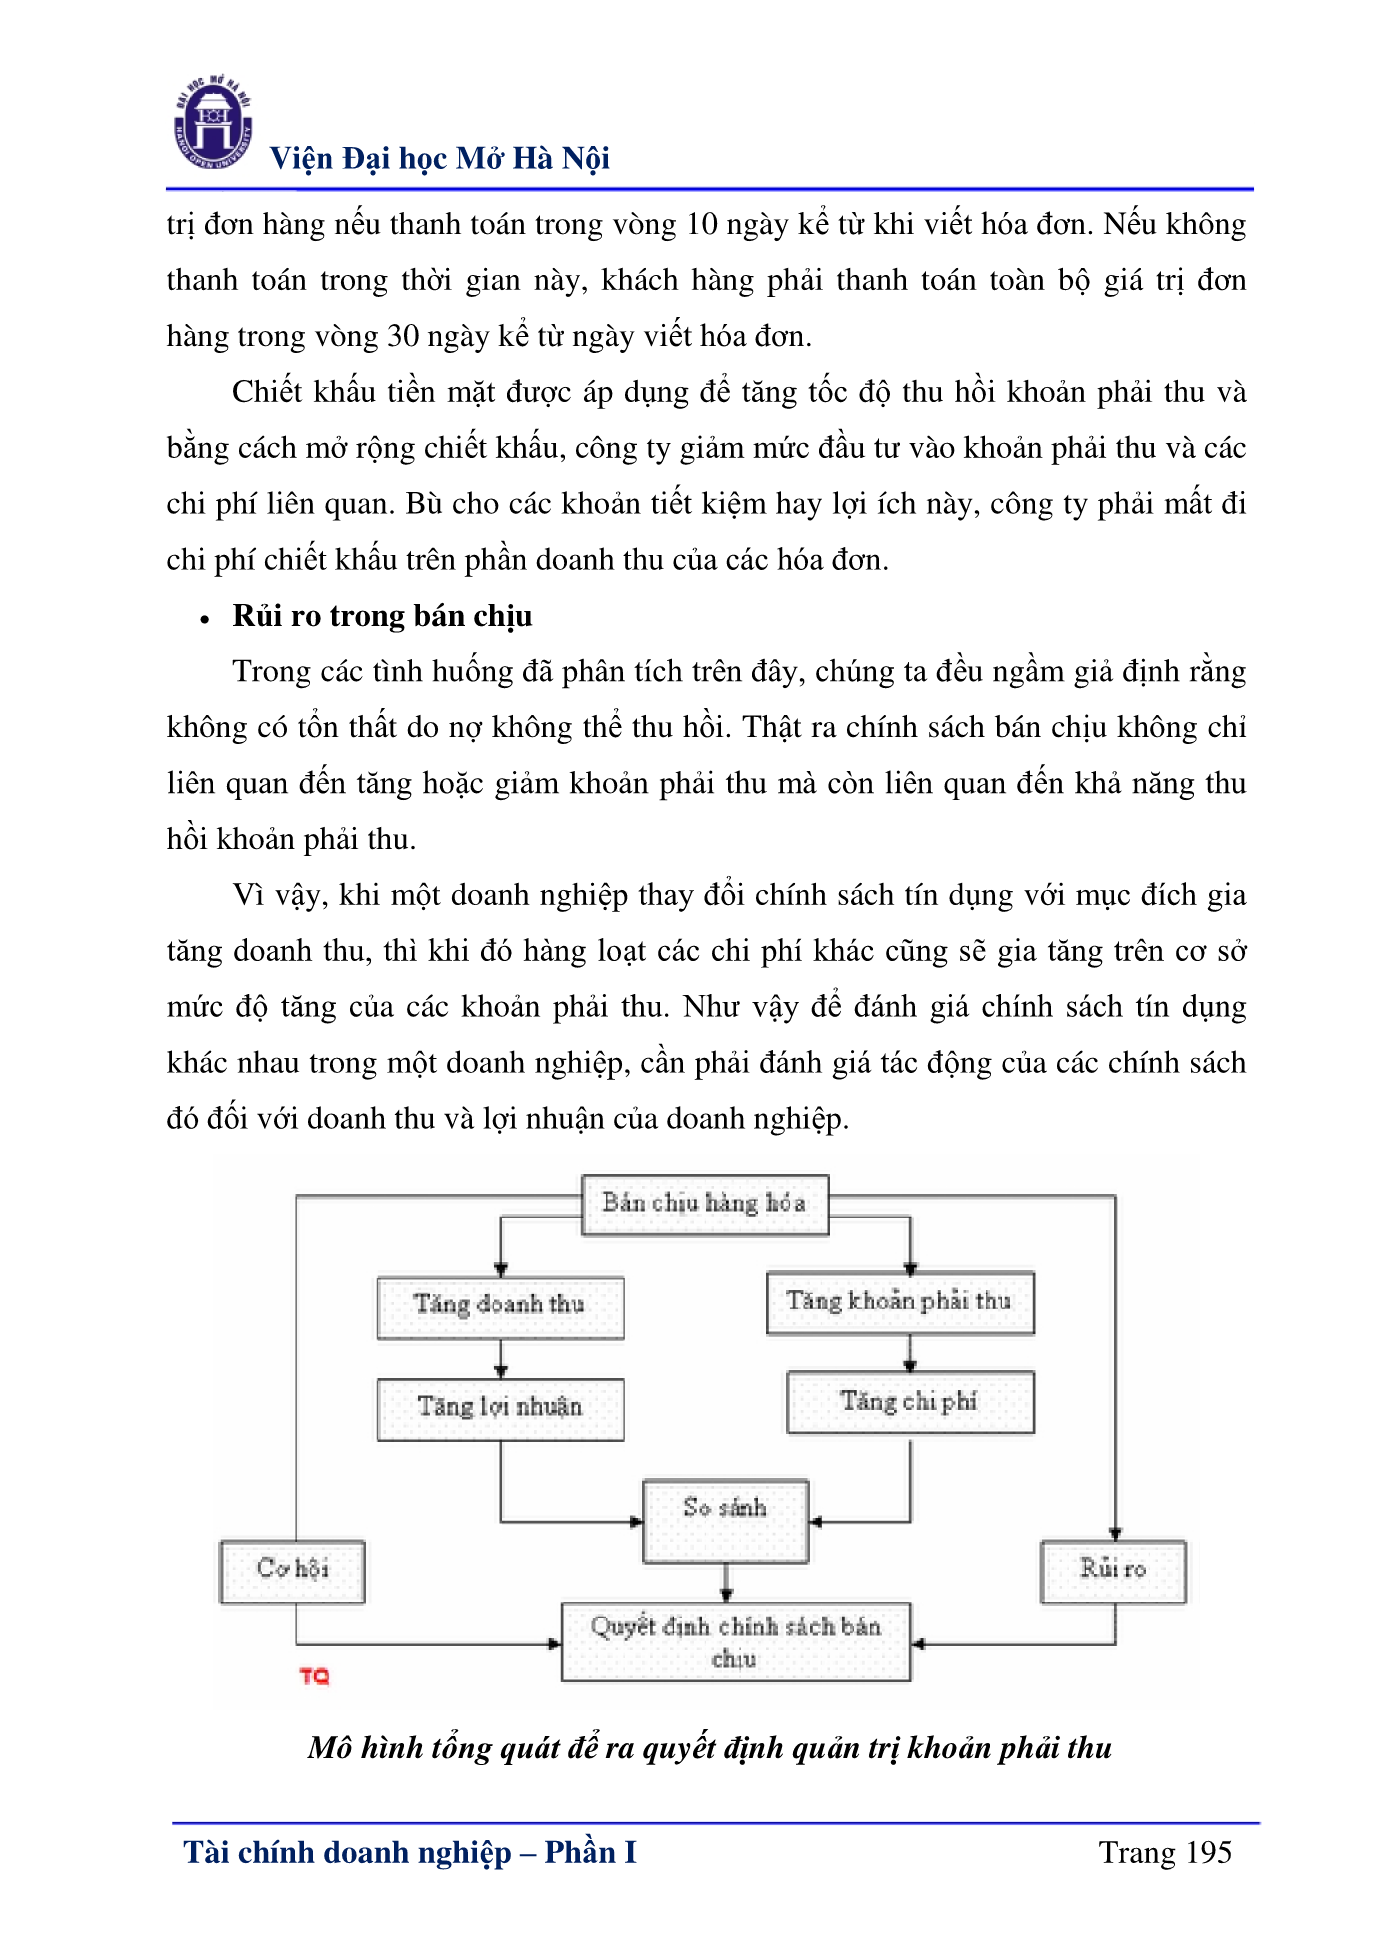 ĐẠI HỌC MỞ HÀ NỘI
HANOI OPEN UNIVERSITY
Viện Đại học Mở Hà Nội
trị đơn hàng nếu thanh toán trong vòng 10 ngày kể từ khi viết hóa đơn. Nếu không
thanh toán trong thời gian này, khách hàng phải thanh toán toàn bộ giá trị đơn
hàng trong vòng 30 ngày kể từ ngày viết hóa đơn.
Chiết khấu tiền mặt được áp dụng để tăng tốc độ thu hồi khoản phải thu và
bằng cách mở rộng chiết khấu, công ty giảm mức đầu tư vào khoản phải thu và các
chi phí liên quan. Bù cho các khoản tiết kiệm hay lợi ích này, công ty phải mất đi
chi phí chiết khấu trên phần doanh thu của các hóa đơn.
• Rủi ro trong bán chịu
Trong các tình huống đã phân tích trên đây, chúng ta đều ngầm giả định rằng
không có tổn thất do nợ không thể thu hồi. Thật ra chính sách bán chịu không chỉ
liên quan đến tăng hoặc giảm khoản phải thu mà còn liên quan đến khả năng thu
hồi khoản phải thu.
Vì vậy, khi một doanh nghiệp thay đổi chính sách tín dụng với mục đích gia
tăng doanh thu, thì khi đó hàng loạt các chi phí khác cũng sẽ gia tăng trên cơ sở
mức độ tăng của các khoản phải thu. Như vậy để đánh giá chính sách tín dụng
khác nhau trong một doanh nghiệp, cần phải đánh giá tác động của các chính sách
đó đối với doanh thu và lợi nhuận của doanh nghiệp.
Bán chịu hàng hóa
Tăng doanh thu
Tăng khoản phải thu
Tăng lợi nhuận
Tăng chi phí
So sánh
Cơ hội
Rủi ro
Quyết định chính sách bán
chịu
TQ
Mô hình tổng quát để ra quyết định quản trị khoản phải thu
Tài chính doanh nghiệp – Phần I
Trang 195